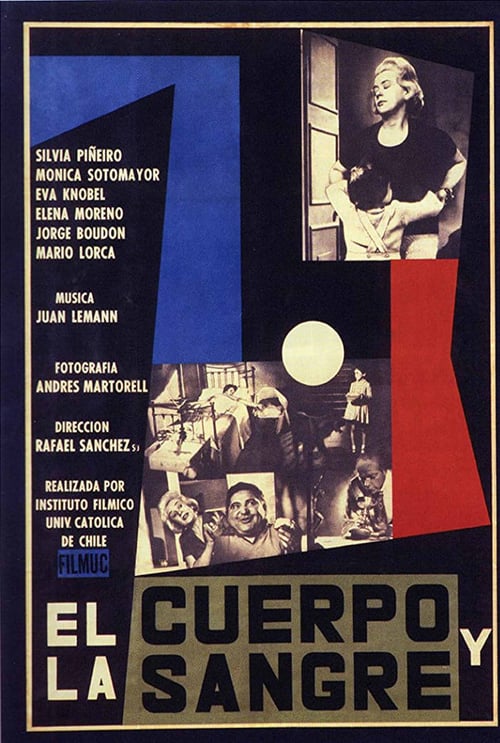 SILVIA PIÑEIRO
MONICA SOTOMAYOR
EVA KNOBEL
ELENA MORENO
JORGE BOUDON
MARIO LORCA
MUSICA
JUAN LEMANN
FOTOGRAFIA
ANDRES MARTORELL
DIRECCION
RAFAEL SANCHEZ SJ
REALIZADA POR
INSTITUTO FILMICO
UNIV. CATOLICA
DE CHILE
FILMUC
EL CUERPO Y
LA SANGRE